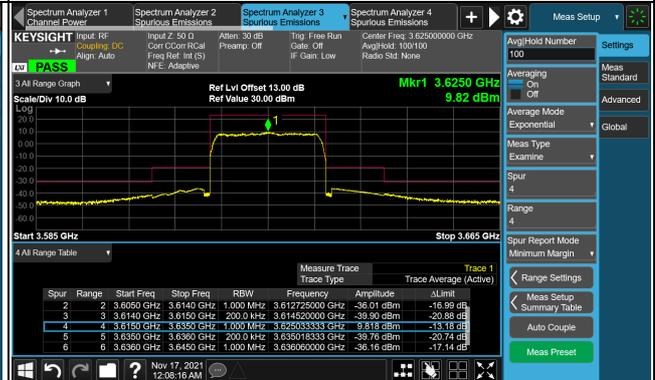 Spectrum Analyzer 1
Channel Power
Spectrum Analyzer 2
Spurious Emissions
Spectrum Analyzer 3
Spurious Emissions
Spectrum Analyzer 4
Spurious Emissions
Meas Setup
KEYSIGHT
LXI PASS
Input: RF
Coupling: DC
Align: Auto
Input Z: 50 Ω
Corr CCorr RCal
Freq Ref: Int (S)
NFE: Adaptive
Atten: 30 dB
Preamp: Off
Trig: Free Run
Gate: Off
IF Gain: Low
Center Freq: 3.625000000 GHz
Avg|Hold: 100/100
Radio Std: None
3 All Range Graph
Scale/Div 10.0 dB
Ref Lvl Offset 13.00 dB
Ref Value 30.00 dBm
Mkr1 3.6250 GHz
9.82 dBm
Log
20.0
10.0
0.00
-10.0
-20.0
-30.0
-40.0
-50.0
-60.0
1
Start 3.585 GHz
Stop 3.665 GHz
4 All Range Table
Measure Trace Trace 1
Trace Type Trace Average (Active)
Spur Range Start Freq Stop Freq RBW Frequency Amplitude ΔLimit
2 2 3.6050 GHz 3.6140 GHz 1.000 MHz 3.612725000 GHz -36.01 dBm -16.99 dB
3 3 3.6140 GHz 3.6150 GHz 200.0 kHz 3.614520000 GHz -39.90 dBm -20.88 dB
4 4 3.6150 GHz 3.6350 GHz 1.000 MHz 3.625033333 GHz 9.818 dBm -13.18 dB
5 5 3.6350 GHz 3.6360 GHz 200.0 kHz 3.635018333 GHz -39.76 dBm -20.74 dB
6 6 3.6360 GHz 3.6450 GHz 1.000 MHz 3.636060000 GHz -36.16 dBm -17.14 dB
Avg|Hold Number
100
Averaging
On
Off
Average Mode
Exponential
Meas Type
Examine
Spur
4
Range
4
Spur Report Mode
Minimum Margin
Range Settings
Meas Setup
Summary Table
Auto Couple
Meas Preset
Settings
Meas
Standard
Advanced
Global
?
Nov 17, 2021
12:08:16 AM